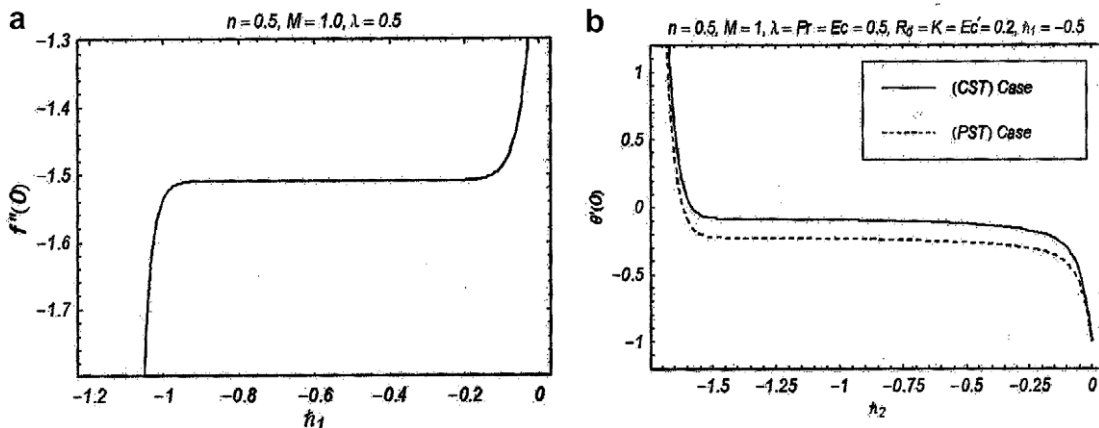 a
n = 0.5, M = 1.0, λ = 0.5
-1.3
-1.4
-1.5
-1.6
-1.7
f''(0)
-1.2 -1 -0.8 -0.6 -0.4 -0.2 0
ħ1
b
n = 0.5, M = 1, λ = Pr = Ec = 0.5, Rd = K = Ec' = 0.2, ħ1 = -0.5
1
0.5
0
-0.5
-1
θ'(0)
(CST) Case
(PST) Case
-1.5 -1.25 -1 -0.75 -0.5 -0.25 0
ħ2